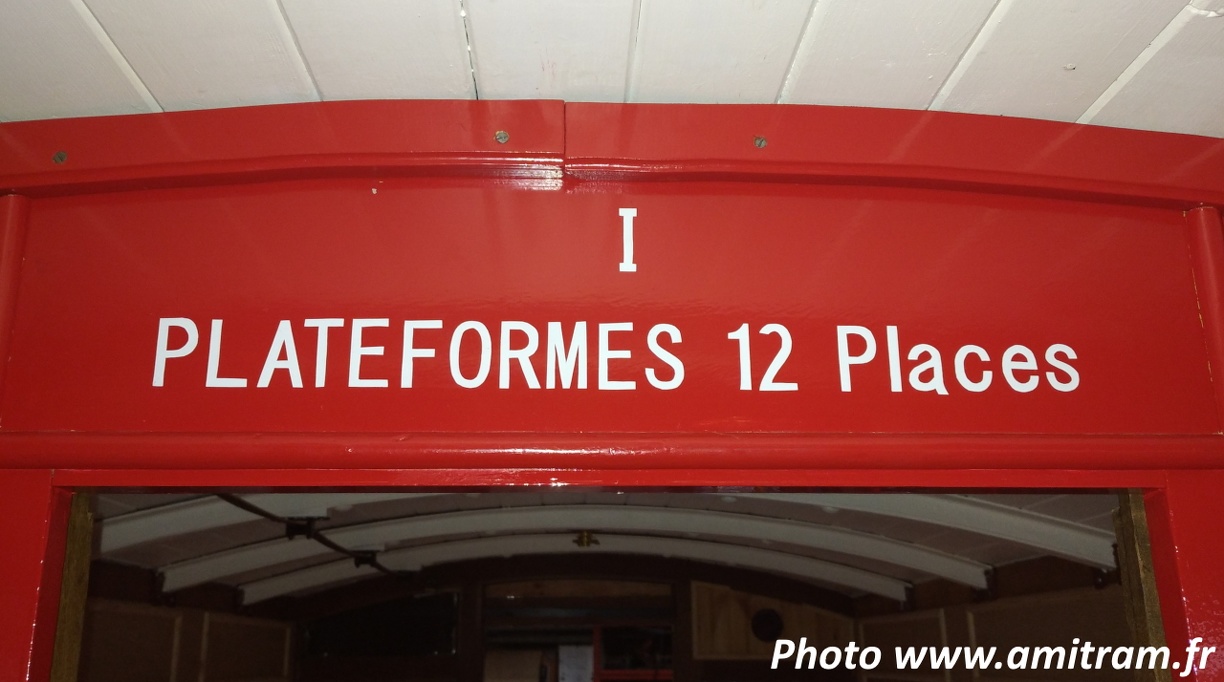 I
PLATEFORMES 12 Places
Photo www.amitram.fr